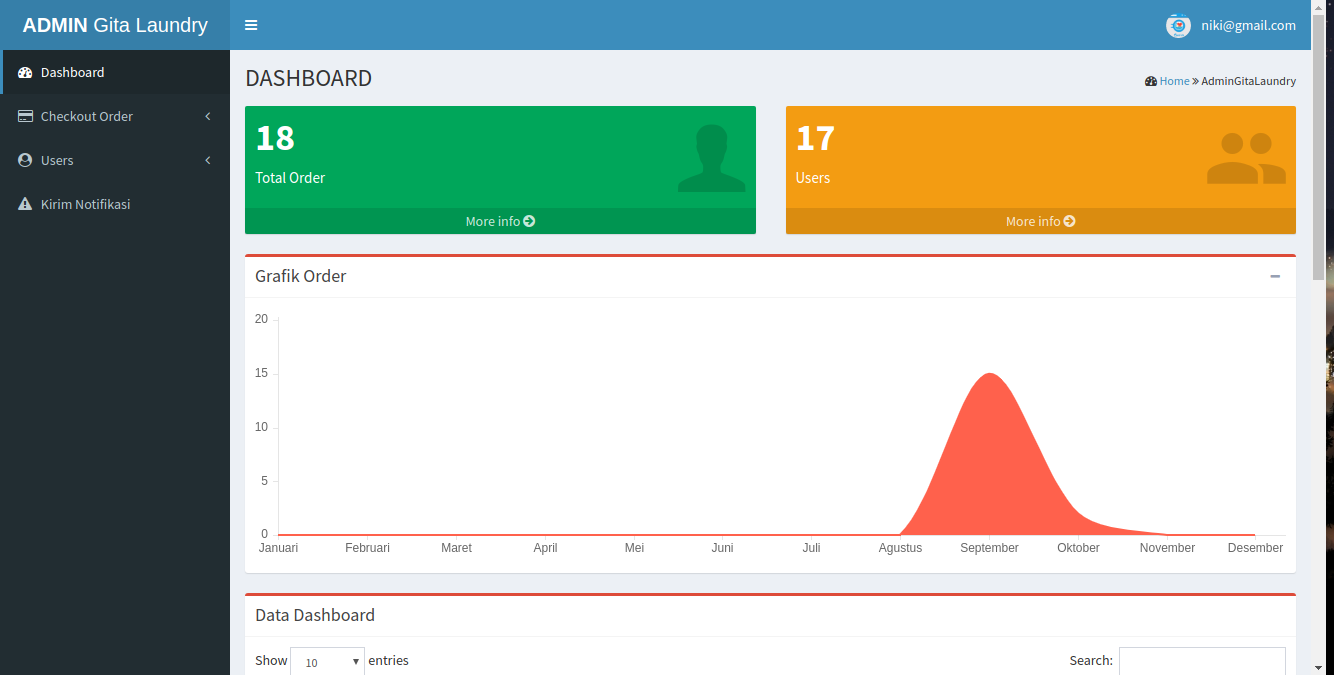 ADMIN Gita Laundry
niki@gmail.com
Dashboard
Checkout Order
Users
Kirim Notifikasi
DASHBOARD
Home » AdminGitaLaundry
18
Total Order
More info
17
Users
More info
Grafik Order
20
15
10
5
0
Januari Februari Maret April Mei Juni Juli Agustus September Oktober November Desember
Data Dashboard
Show 10 entries
Search: